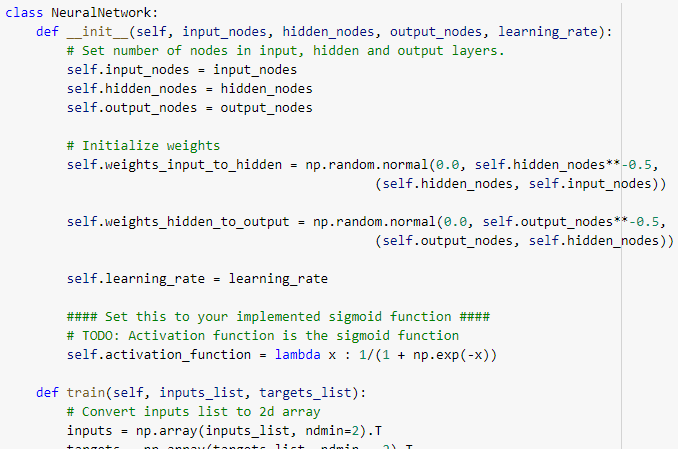 class NeuralNetwork:
    def __init__(self, input_nodes, hidden_nodes, output_nodes, learning_rate):
        # Set number of nodes in input, hidden and output layers.
        self.input_nodes = input_nodes
        self.hidden_nodes = hidden_nodes
        self.output_nodes = output_nodes

        # Initialize weights
        self.weights_input_to_hidden = np.random.normal(0.0, self.hidden_nodes**-0.5,
                                                (self.hidden_nodes, self.input_nodes))

        self.weights_hidden_to_output = np.random.normal(0.0, self.output_nodes**-0.5,
                                                (self.output_nodes, self.hidden_nodes))

        self.learning_rate = learning_rate

        #### Set this to your implemented sigmoid function ####
        # TODO: Activation function is the sigmoid function
        self.activation_function = lambda x : 1/(1 + np.exp(-x))

    def train(self, inputs_list, targets_list):
        # Convert inputs list to 2d array
        inputs = np.array(inputs_list, ndmin=2).T